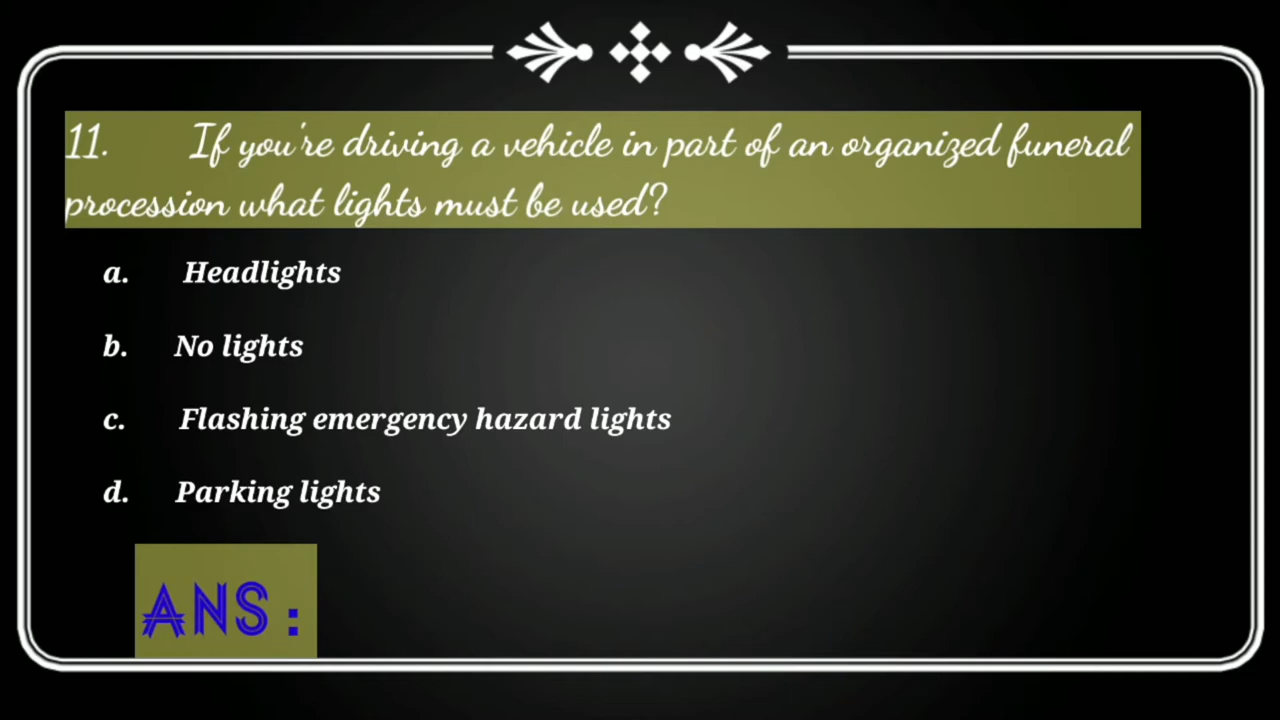 11. If you're driving a vehicle in part of an organized funeral
procession what lights must be used?
a. Headlights
b. No lights
c. Flashing emergency hazard lights
d. Parking lights
ANS :